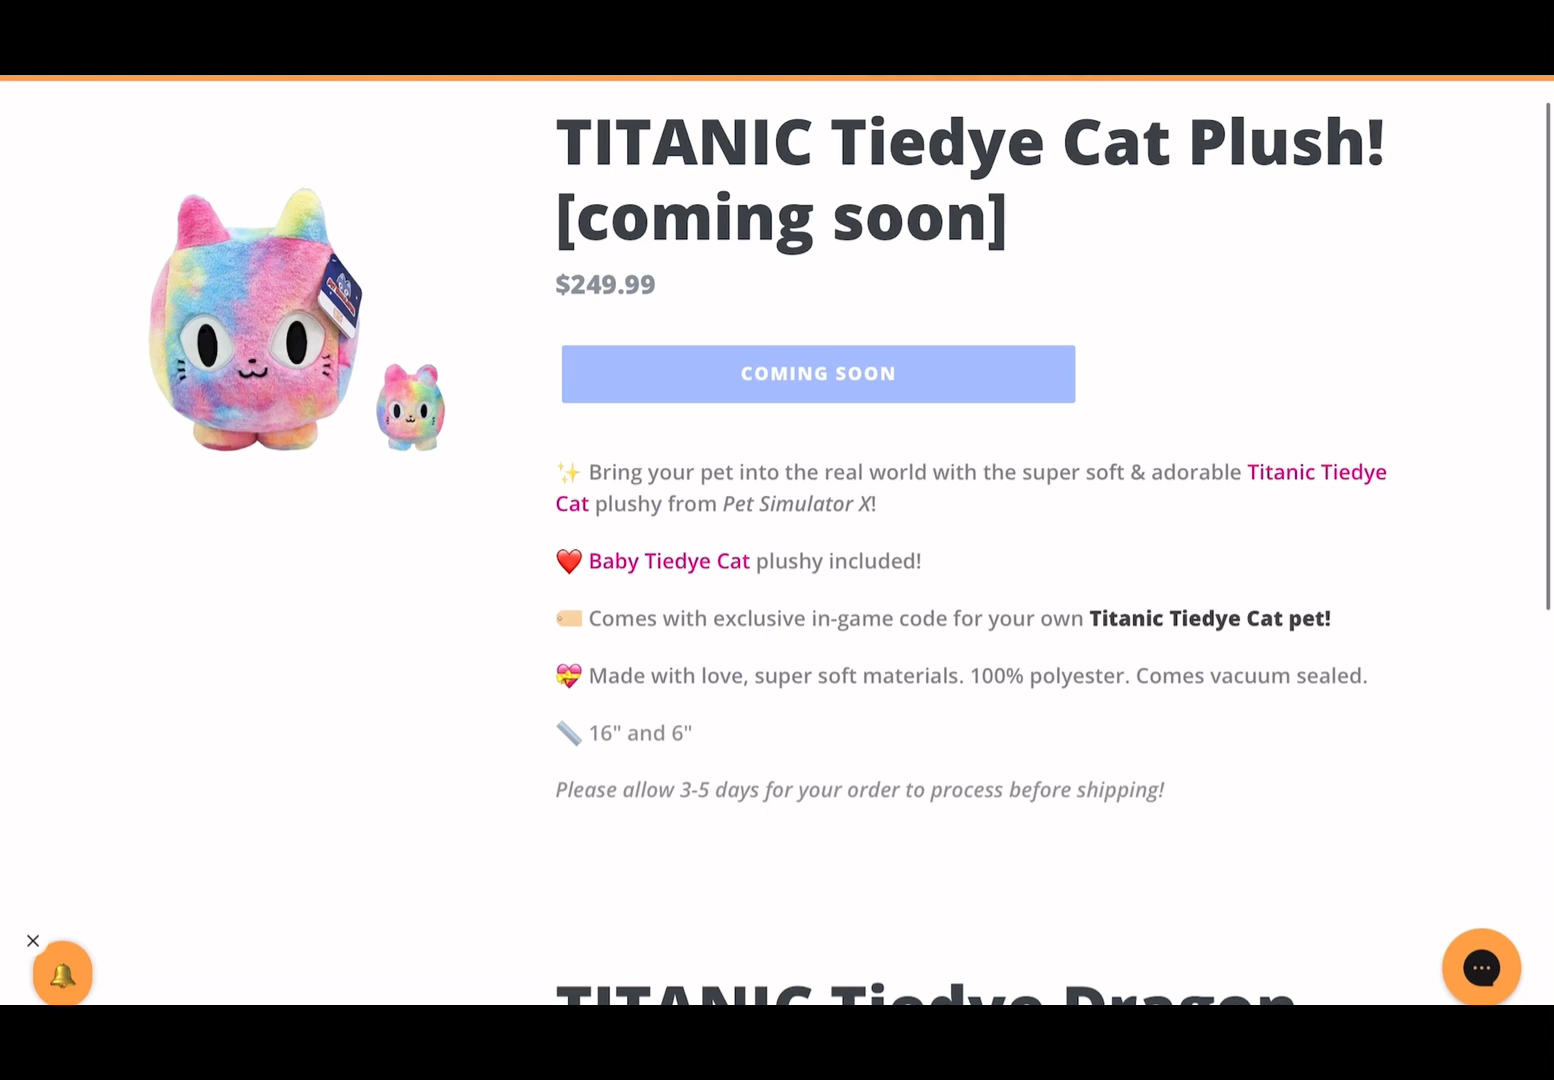 TITANIC Tiedye Cat Plush!
[coming soon]
$249.99
COMING SOON
✨ Bring your pet into the real world with the super soft & adorable Titanic Tiedye
Cat plushy from Pet Simulator X!
❤️ Baby Tiedye Cat plushy included!
🏷️ Comes with exclusive in-game code for your own Titanic Tiedye Cat pet!
💝 Made with love, super soft materials. 100% polyester. Comes vacuum sealed.
📏 16" and 6"
Please allow 3-5 days for your order to process before shipping!
TITANIC Tiedye Dragon